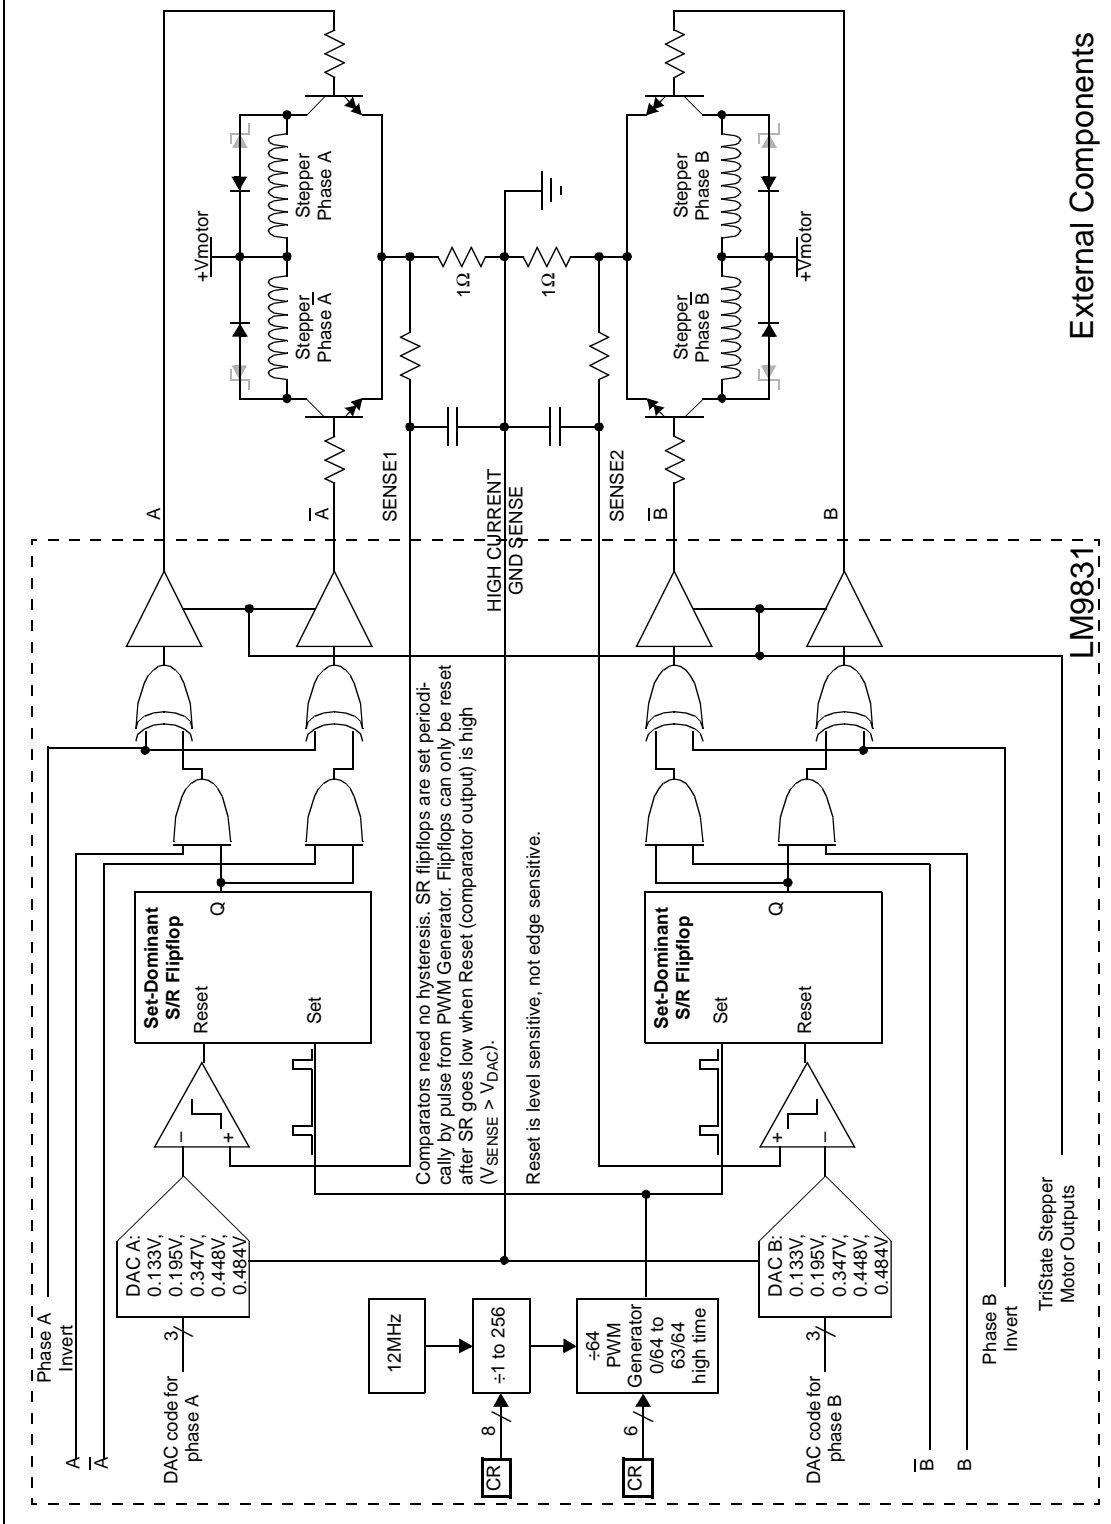 Phase A
Invert
A
A
DAC code for
phase A
3
DAC A:
0.133V,
0.195V,
0.347V,
0.448V,
0.484V
Set-Dominant
S/R Flipflop
Reset
Set
Q
−
+
A
A
+Vmotor
Stepper
Phase A
Stepper
Phase A
SENSE1
1Ω
HIGH CURRENT
GND SENSE
1Ω
SENSE2
Comparators need no hysteresis. SR flipflops are set periodi-
cally by pulse from PWM Generator. Flipflops can only be reset
after SR goes low when Reset (comparator output) is high
(VSENSE > VDAC).
Reset is level sensitive, not edge sensitive.
12MHz
÷1 to 256
8
CR
÷64
PWM
Generator
0/64 to
63/64
high time
6
CR
DAC code for
phase B
3
DAC B:
0.133V,
0.195V,
0.347V,
0.448V,
0.484V
+
−
Set-Dominant
S/R Flipflop
Set
Reset
Q
B
B
Stepper
Phase B
Stepper
Phase B
+Vmotor
B
B
Phase B
Invert
TriState Stepper
Motor Outputs
LM9831
External Components